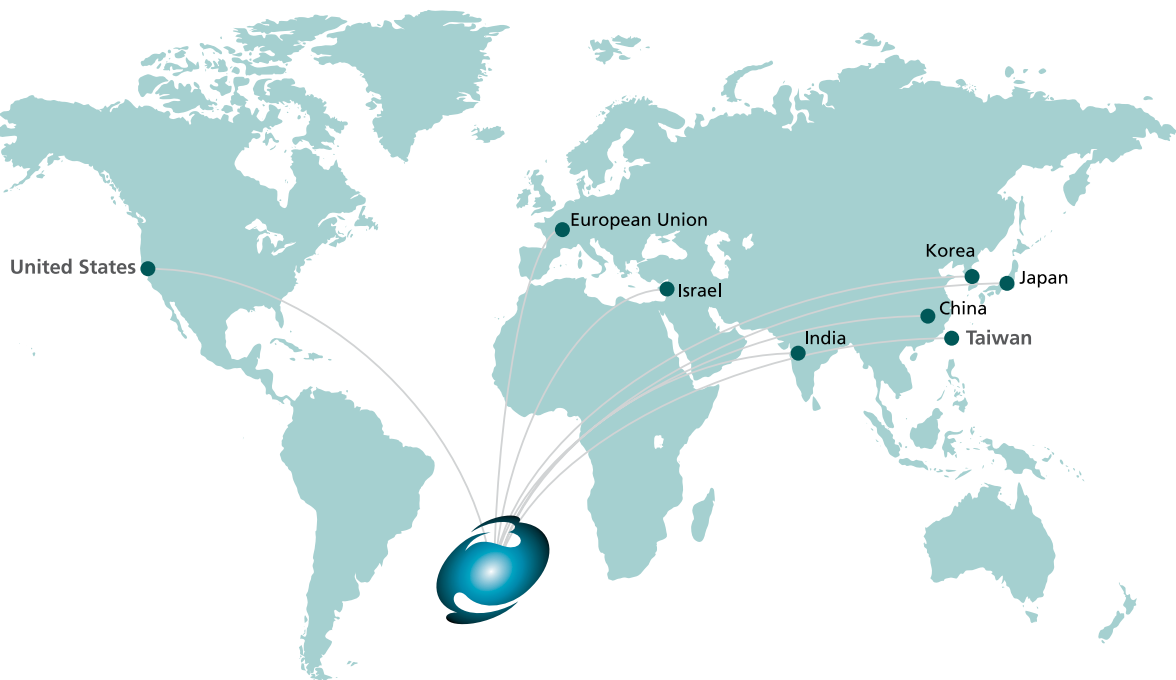 European Union
Korea
United States
Japan
Israel
China
India
Taiwan